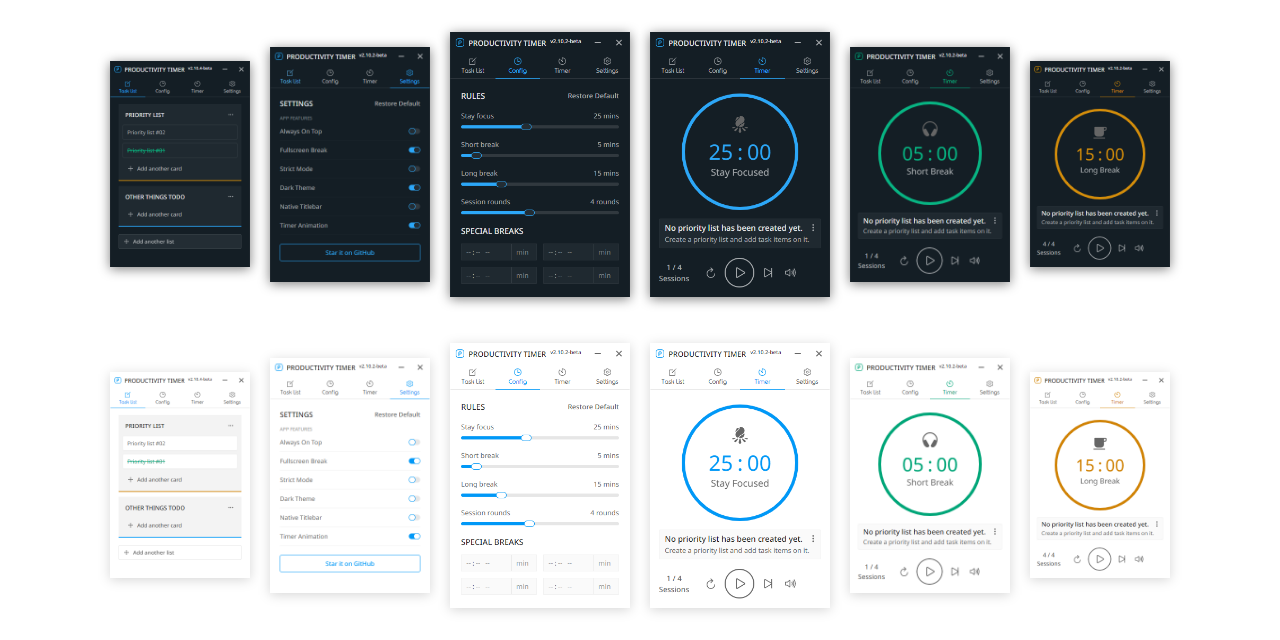 PRODUCTIVITY TIMER v2.10.2-beta
Task List Config Timer Settings
PRIORITY LIST
Priority list #02
Priority list #01
+ Add another card
OTHER THINGS TODO
+ Add another card
+ Add another list
PRODUCTIVITY TIMER v2.10.2-beta
Task List Config Timer Settings
SETTINGS Restore Default
APP FEATURES
Always On Top
Fullscreen Break
Strict Mode
Dark Theme
Native Titlebar
Timer Animation
Star it on GitHub
PRODUCTIVITY TIMER v2.10.2-beta
Task List Config Timer Settings
RULES Restore Default
Stay focus 25 mins
Short break 5 mins
Long break 15 mins
Session rounds 4 rounds
SPECIAL BREAKS
--:-- -- min --:-- -- min
--:-- -- min --:-- -- min
PRODUCTIVITY TIMER v2.10.2-beta
Task List Config Timer Settings
25 : 00
Stay Focused
No priority list has been created yet.
Create a priority list and add task items on it.
1 / 4
Sessions
PRODUCTIVITY TIMER v2.10.2-beta
Task List Config Timer Settings
05 : 00
Short Break
No priority list has been created yet.
Create a priority list and add task items on it.
1 / 4
Sessions
PRODUCTIVITY TIMER v2.10.2-beta
Task List Config Timer Settings
15 : 00
Long Break
No priority list has been created yet.
Create a priority list and add task items on it.
4 / 4
Sessions
PRODUCTIVITY TIMER v2.10.2-beta
Task List Config Timer Settings
PRIORITY LIST
Priority list #02
Priority list #01
+ Add another card
OTHER THINGS TODO
+ Add another card
+ Add another list
PRODUCTIVITY TIMER v2.10.2-beta
Task List Config Timer Settings
SETTINGS Restore Default
APP FEATURES
Always On Top
Fullscreen Break
Strict Mode
Dark Theme
Native Titlebar
Timer Animation
Star it on GitHub
PRODUCTIVITY TIMER v2.10.2-beta
Task List Config Timer Settings
RULES Restore Default
Stay focus 25 mins
Short break 5 mins
Long break 15 mins
Session rounds 4 rounds
SPECIAL BREAKS
--:-- -- min --:-- -- min
--:-- -- min --:-- -- min
PRODUCTIVITY TIMER v2.10.2-beta
Task List Config Timer Settings
25 : 00
Stay Focused
No priority list has been created yet.
Create a priority list and add task items on it.
1 / 4
Sessions
PRODUCTIVITY TIMER v2.10.2-beta
Task List Config Timer Settings
05 : 00
Short Break
No priority list has been created yet.
Create a priority list and add task items on it.
1 / 4
Sessions
PRODUCTIVITY TIMER v2.10.2-beta
Task List Config Timer Settings
15 : 00
Long Break
No priority list has been created yet.
Create a priority list and add task items on it.
4 / 4
Sessions